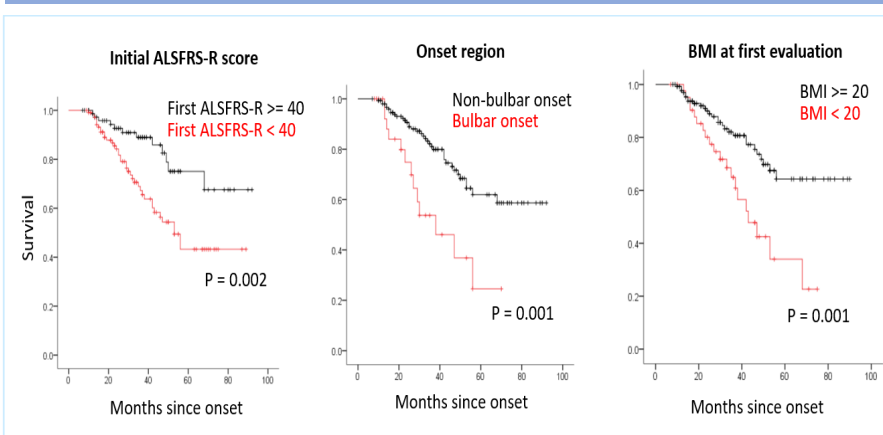 Initial ALSFRS-R score
First ALSFRS-R >= 40
First ALSFRS-R < 40
1.0
0.8
0.6
0.4
0.2
0.0
Survival
P = 0.002
0 20 40 60 80 100
Months since onset
Onset region
Non-bulbar onset
Bulbar onset
1.0
0.8
0.6
0.4
0.2
0.0
P = 0.001
0 20 40 60 80 100
Months since onset
BMI at first evaluation
BMI >= 20
BMI < 20
1.0
0.8
0.6
0.4
0.2
0.0
P = 0.001
0 20 40 60 80 100
Months since onset